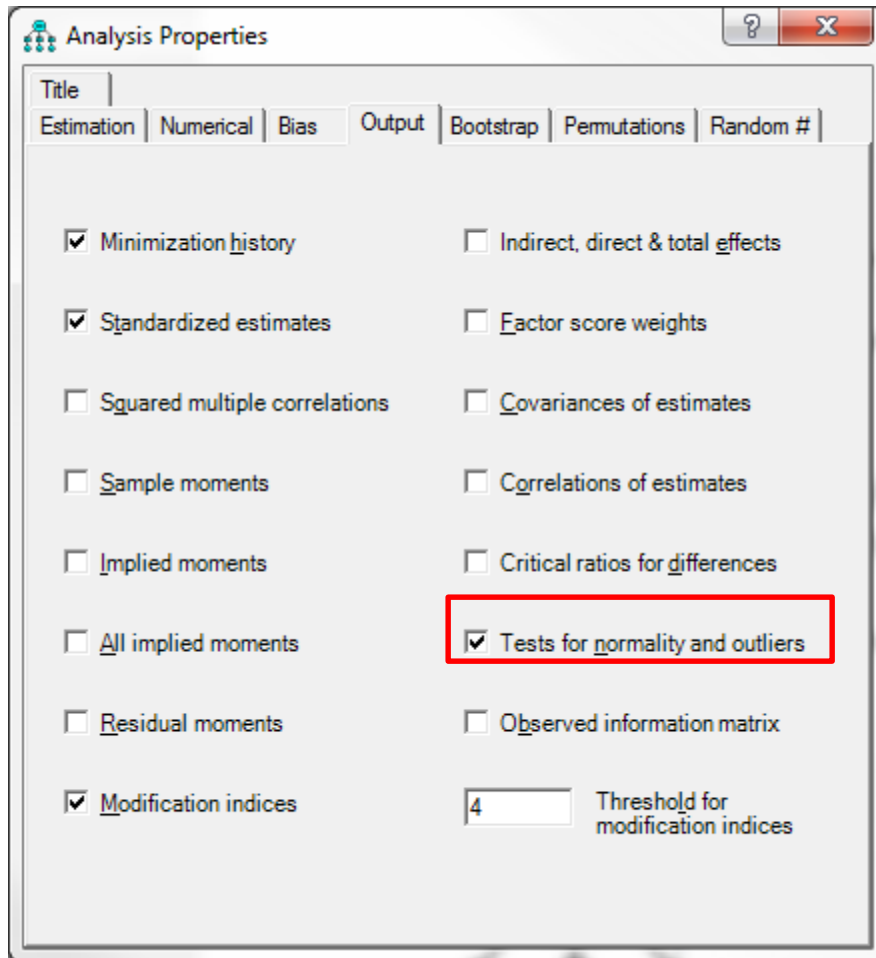 Analysis Properties
Title
Estimation Numerical Bias Output Bootstrap Permutations Random #
Minimization history
Indirect, direct & total effects
Standardized estimates
Factor score weights
Squared multiple correlations
Covariances of estimates
Sample moments
Correlations of estimates
Implied moments
Critical ratios for differences
All implied moments
Tests for normality and outliers
Residual moments
Observed information matrix
Modification indices
4
Threshold for
modification indices